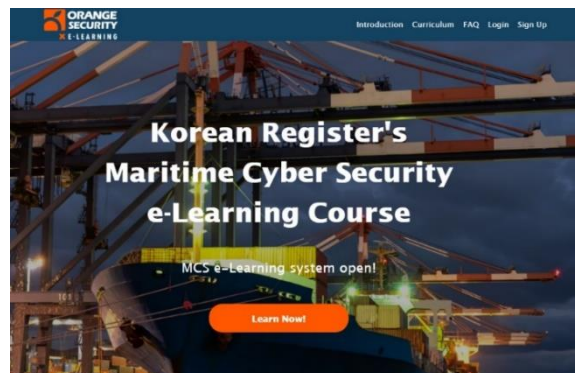 ORANGE
SECURITY
E-LEARNING
Introduction Curriculum FAQ Login Sign Up
Korean Register's
Maritime Cyber Security
e-Learning Course
MCS e-Learning system open!
Learn Now!